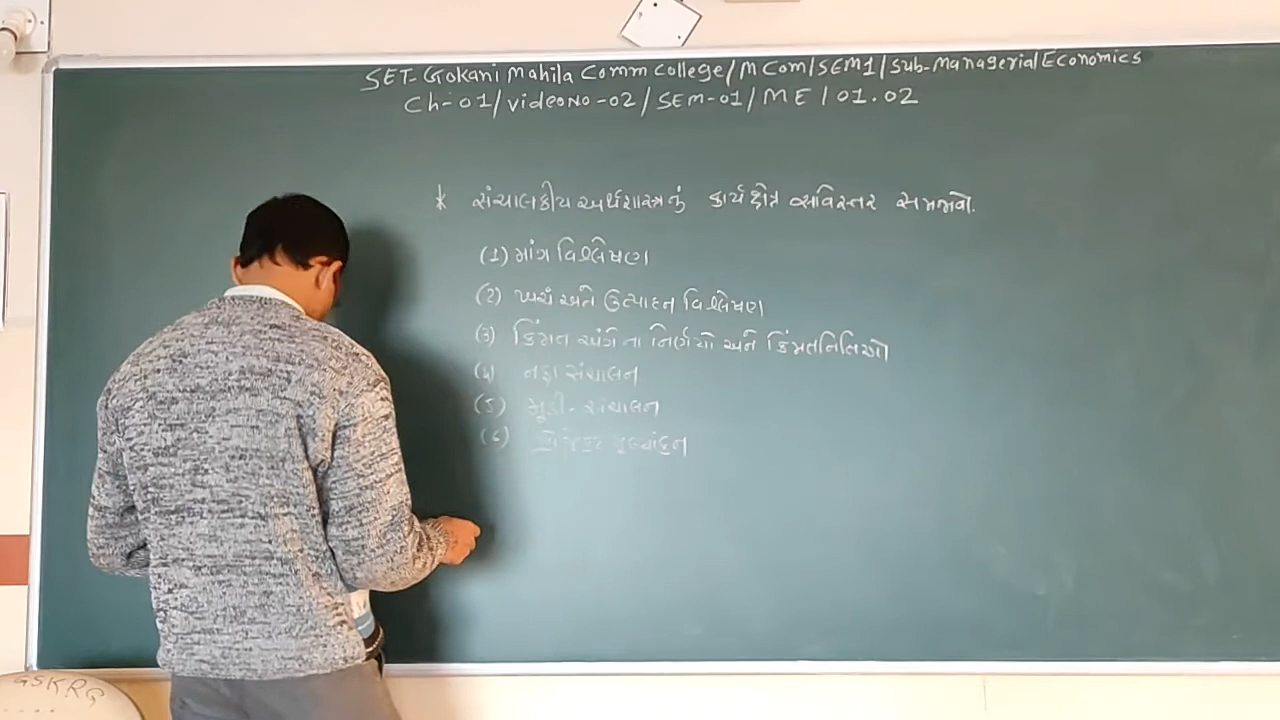 SET-Gokani Mahila Comm College/MCom/SEM1/Sub-Managerial Economics
Ch-01/VideoNo-02/SEM-01/ME/01.02
* સંચાલકીય અર્થશાસ્ત્રનું કાર્યક્ષેત્ર સવિસ્તર સમજાવો.
(1) માંગ વિશ્લેષણ
(2) ખર્ચ અને ઉત્પાદન વિશ્લેષણ
(3) કિંમત અંગેના નિર્ણયો અને કિંમતનિતિઓ
(4) નફા સંચાલન
(5) મૂડી-સંચાલન
(6) પ્રોજેક્ટ મૂલ્યાંકન
GSKRG